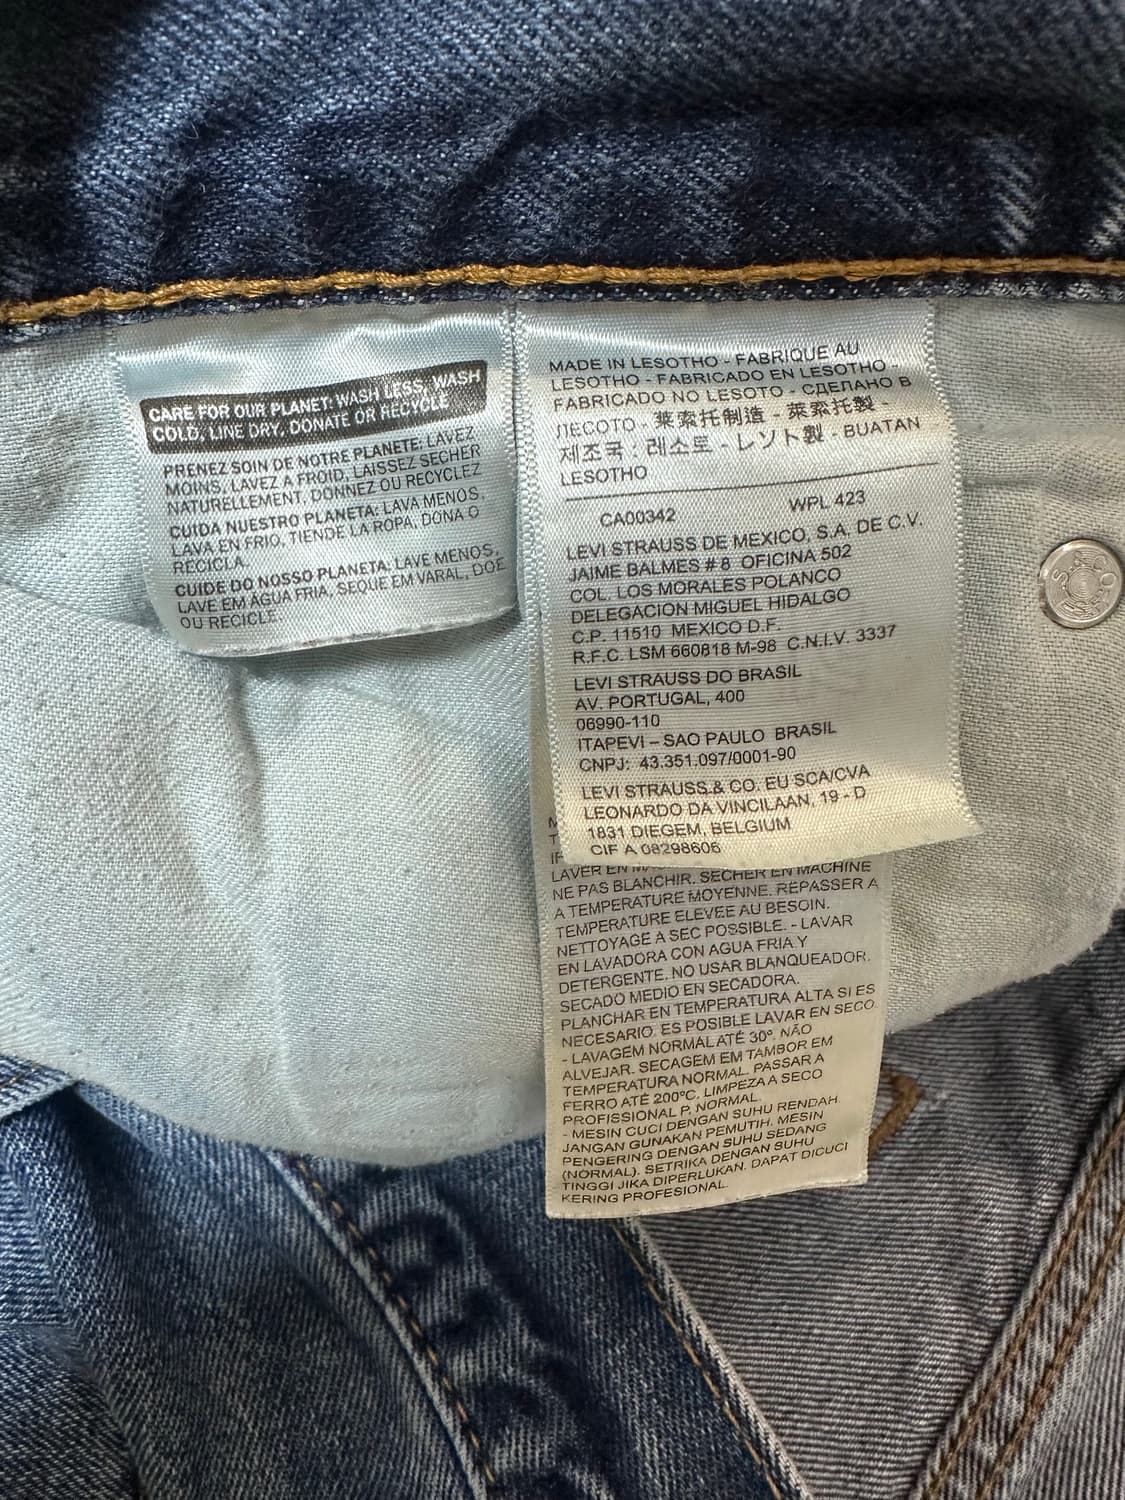 CARE FOR OUR PLANET: WASH LESS, WASH
COLD, LINE DRY, DONATE OR RECYCLE
PRENEZ SOIN DE NOTRE PLANETE: LAVEZ
MOINS, LAVEZ A FROID, LAISSEZ SECHER
NATURELLEMENT, DONNEZ OU RECYCLEZ
CUIDA NUESTRO PLANETA: LAVA MENOS,
LAVA EN FRIO, TIENDE LA ROPA, DONA O
RECICLA.
CUIDE DO NOSSO PLANETA: LAVE MENOS,
LAVE EM ÁGUA FRIA, SEQUE EM VARAL, DOE
OU RECICLE.
MADE IN LESOTHO - FABRIQUE AU
LESOTHO - FABRICADO EN LESOTHO -
FABRICADO NO LESOTO - СДЕЛАНО В
ЛЕСОТО - 莱索托制造 - 萊索托製 -
제조국 : 레소토 - レソト製 - BUATAN
LESOTHO
CA00342 WPL 423
LEVI STRAUSS DE MEXICO, S.A. DE C.V.
JAIME BALMES # 8 OFICINA 502
COL. LOS MORALES POLANCO
DELEGACION MIGUEL HIDALGO
C.P. 11510 MEXICO D.F.
R.F.C. LSM 660818 M-98 C.N.I.V. 3337
LEVI STRAUSS DO BRASIL
AV. PORTUGAL, 400
06990-110
ITAPEVI – SAO PAULO BRASIL
CNPJ: 43.351.097/0001-90
LEVI STRAUSS & CO. EU SCA/CVA
LEONARDO DA VINCILAAN, 19 - D
1831 DIEGEM, BELGIUM
CIF A 08298606
LAVER EN
NE PAS BLANCHIR. SECHER EN MACHINE
A TEMPERATURE MOYENNE. REPASSER A
TEMPERATURE ELEVEE AU BESOIN.
NETTOYAGE A SEC POSSIBLE. - LAVAR
EN LAVADORA CON AGUA FRIA Y
DETERGENTE. NO USAR BLANQUEADOR.
SECADO MEDIO EN SECADORA.
PLANCHAR EN TEMPERATURA ALTA SI ES
NECESARIO. ES POSIBLE LAVAR EN SECO.
- LAVAGEM NORMAL ATÉ 30º. NÃO
ALVEJAR. SECAGEM EM TAMBOR EM
TEMPERATURA NORMAL. PASSAR A
FERRO ATÉ 200ºC. LIMPEZA A SECO
PROFISSIONAL P, NORMAL.
- MESIN CUCI DENGAN SUHU RENDAH.
JANGAN GUNAKAN PEMUTIH. MESIN
PENGERING DENGAN SUHU SEDANG
(NORMAL). SETRIKA DENGAN SUHU
TINGGI JIKA DIPERLUKAN. DAPAT DICUCI
KERING PROFESIONAL.